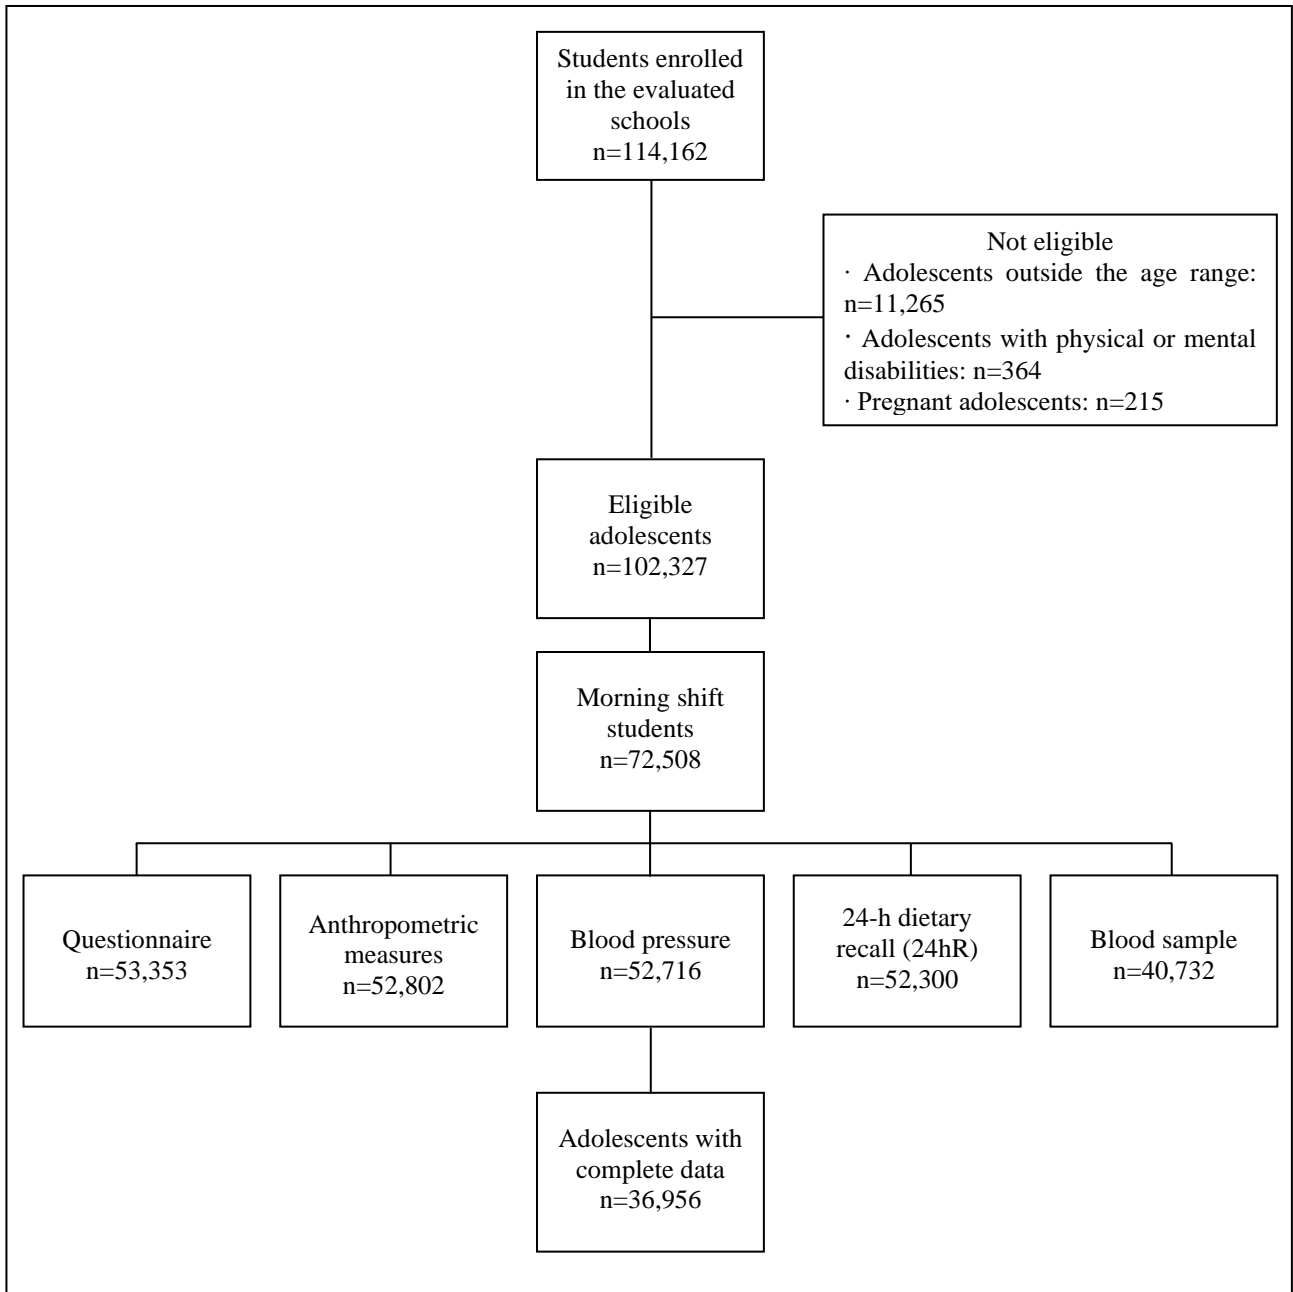 Students enrolled
in the evaluated
schools
n=114,162
Not eligible
· Adolescents outside the age range:
n=11,265
· Adolescents with physical or mental
disabilities: n=364
· Pregnant adolescents: n=215
Eligible
adolescents
n=102,327
Morning shift
students
n=72,508
Questionnaire
n=53,353
Anthropometric
measures
n=52,802
Blood pressure
n=52,716
24-h dietary
recall (24hR)
n=52,300
Blood sample
n=40,732
Adolescents with
complete data
n=36,956